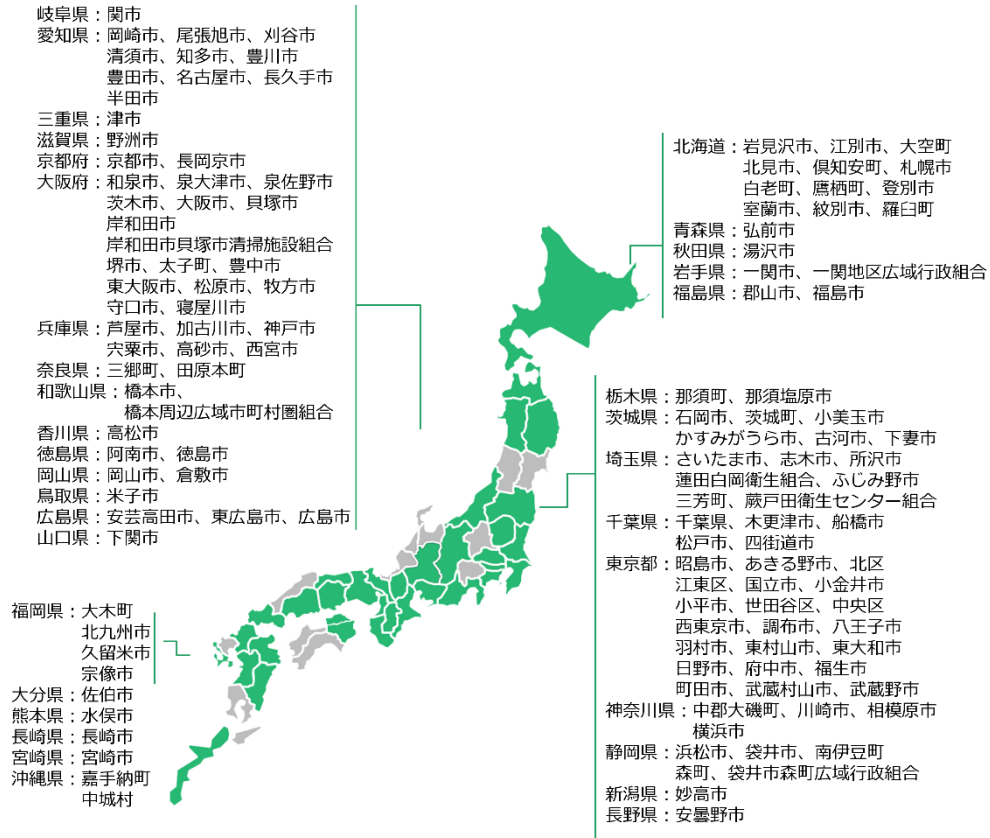 岐阜県：関市
愛知県：岡崎市、尾張旭市、刈谷市
清須市、知多市、豊川市
豊田市、名古屋市、長久手市
半田市
三重県：津市
滋賀県：野洲市
京都府：京都市、長岡京市
大阪府：和泉市、泉大津市、泉佐野市
茨木市、大阪市、貝塚市
岸和田市
岸和田市貝塚市清掃施設組合
堺市、太子町、豊中市
東大阪市、松原市、牧方市
守口市、寝屋川市
兵庫県：芦屋市、加古川市、神戸市
宍粟市、高砂市、西宮市
奈良県：三郷町、田原本町
和歌山県：橋本市、
橋本周辺広域市町村圏組合
香川県：高松市
徳島県：阿南市、徳島市
岡山県：岡山市、倉敷市
鳥取県：米子市
広島県：安芸高田市、東広島市、広島市
山口県：下関市
福岡県：大木町
北九州市
久留米市
宗像市
大分県：佐伯市
熊本県：水俣市
長崎県：長崎市
宮崎県：宮崎市
沖縄県：嘉手納町
中城村
北海道：岩見沢市、江別市、大空町
北見市、倶知安町、札幌市
白老町、鷹栖町、登別市
室蘭市、紋別市、羅臼町
青森県：弘前市
秋田県：湯沢市
岩手県：一関市、一関地区広域行政組合
福島県：郡山市、福島市
栃木県：那須町、那須塩原市
茨城県：石岡市、茨城町、小美玉市
かすみがうら市、古河市、下妻市
埼玉県：さいたま市、志木市、所沢市
蓮田白岡衛生組合、ふじみ野市
三芳町、蕨戸田衛生センター組合
千葉県：千葉県、木更津市、船橋市
松戸市、四街道市
東京都：昭島市、あきる野市、北区
江東区、国立市、小金井市
小平市、世田谷区、中央区
西東京市、調布市、八王子市
羽村市、東村山市、東大和市
日野市、府中市、福生市
町田市、武蔵村山市、武蔵野市
神奈川県：中郡大磯町、川崎市、相模原市
横浜市
静岡県：浜松市、袋井市、南伊豆町
森町、袋井市森町広域行政組合
新潟県：妙高市
長野県：安曇野市